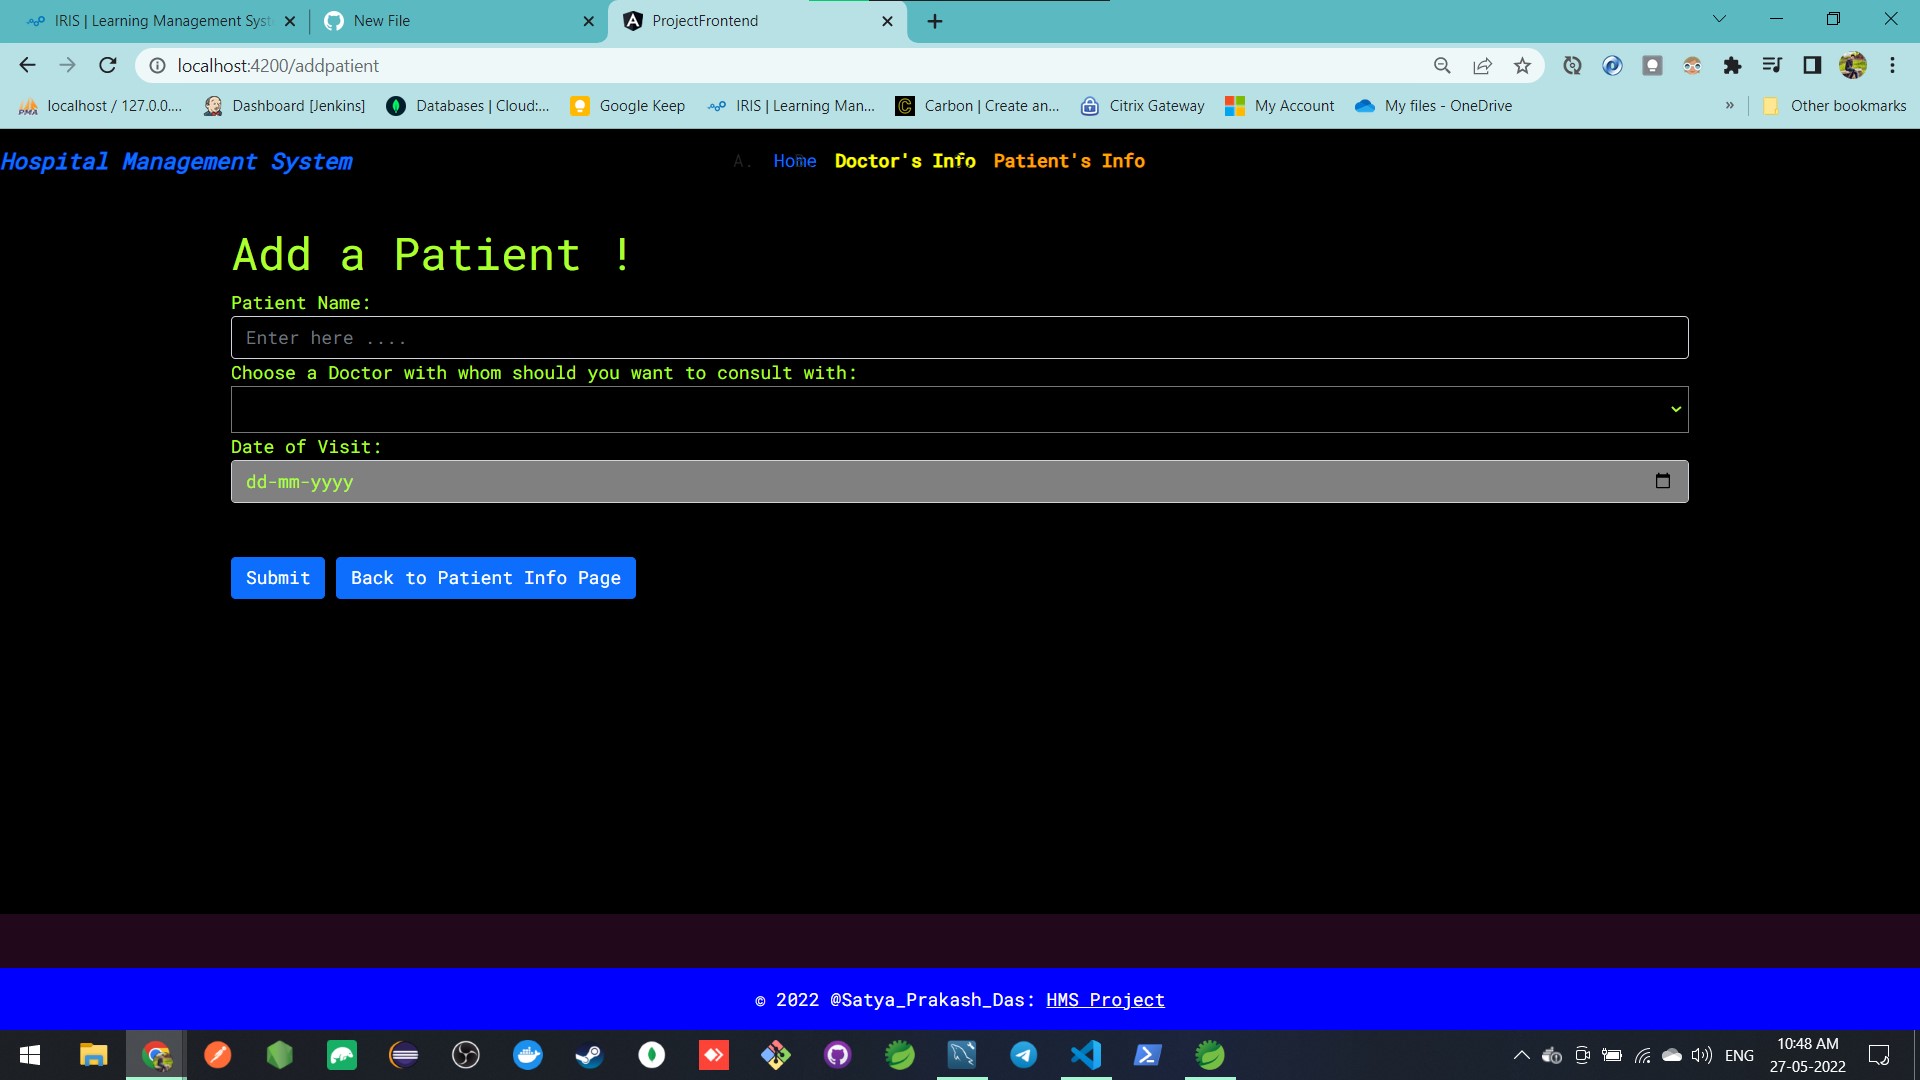 IRIS | Learning Management Syst
New File
ProjectFrontend
localhost:4200/addpatient
localhost / 127.0.0....
Dashboard [Jenkins]
Databases | Cloud:...
Google Keep
IRIS | Learning Man...
Carbon | Create an...
Citrix Gateway
My Account
My files - OneDrive
»
Other bookmarks
Hospital Management System
A. Home Doctor's Info Patient's Info
Add a Patient !
Patient Name:
Enter here ....
Choose a Doctor with whom should you want to consult with:
Date of Visit:
dd-mm-yyyy
Submit
Back to Patient Info Page
© 2022 @Satya_Prakash_Das: HMS Project
ENG
10:48 AM
27-05-2022